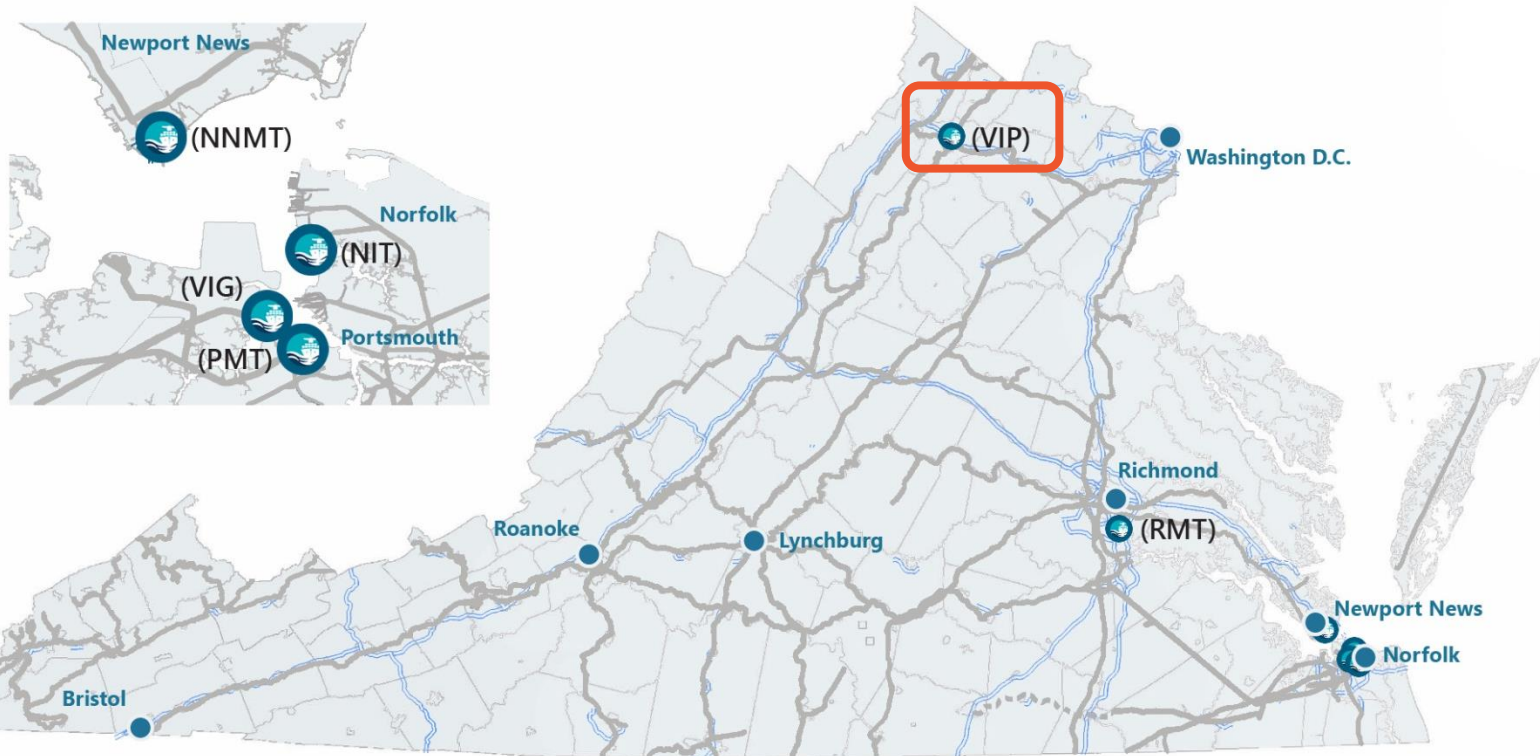 Newport News
(NNMT)
Norfolk
(NIT)
(VIG)
Portsmouth
(PMT)
(VIP)
Washington D.C.
Richmond
(RMT)
Roanoke
Lynchburg
Newport News
Norfolk
Bristol